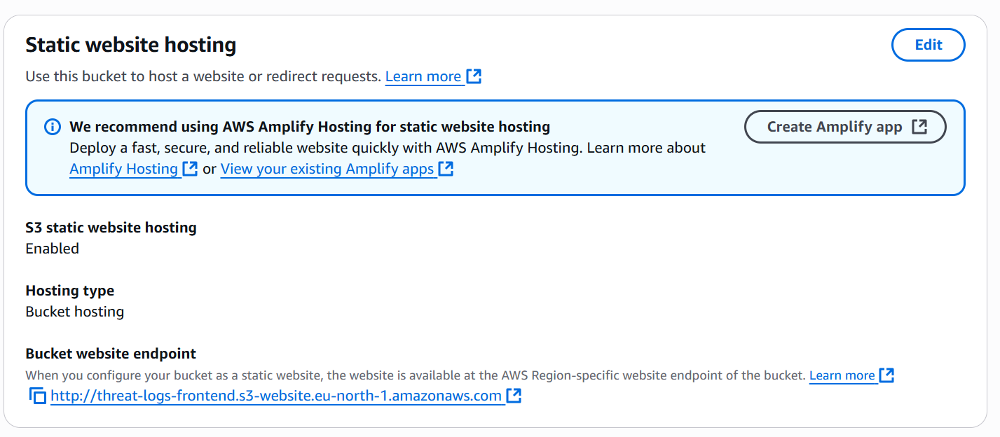 Static website hosting
Edit
Use this bucket to host a website or redirect requests. Learn more
We recommend using AWS Amplify Hosting for static website hosting
Create Amplify app
Deploy a fast, secure, and reliable website quickly with AWS Amplify Hosting. Learn more about
Amplify Hosting or View your existing Amplify apps
S3 static website hosting
Enabled
Hosting type
Bucket hosting
Bucket website endpoint
When you configure your bucket as a static website, the website is available at the AWS Region-specific website endpoint of the bucket. Learn more
http://threat-logs-frontend.s3-website.eu-north-1.amazonaws.com